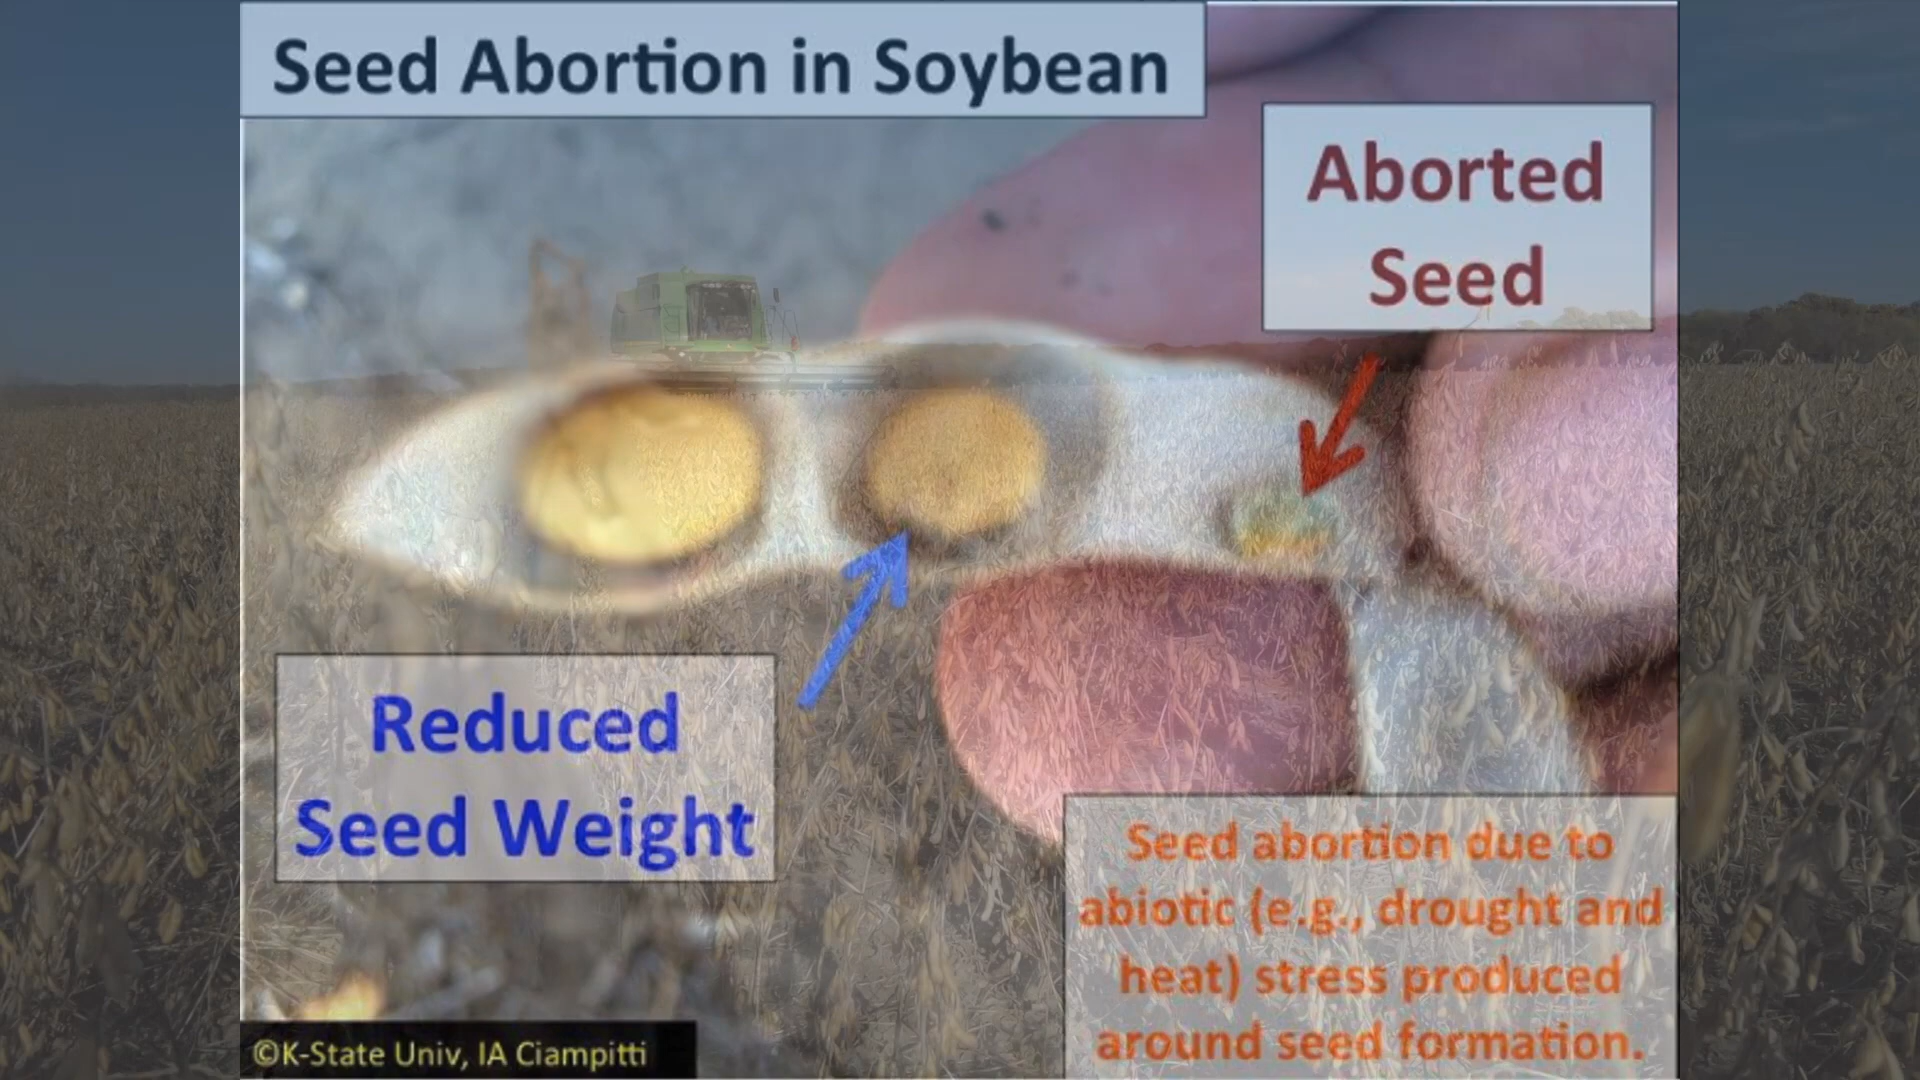 Seed Abortion in Soybean
Aborted
Seed
Reduced
Seed Weight
Seed abortion due to
abiotic (e.g., drought and
heat) stress produced
around seed formation.
©K-State Univ, IA Ciampitti